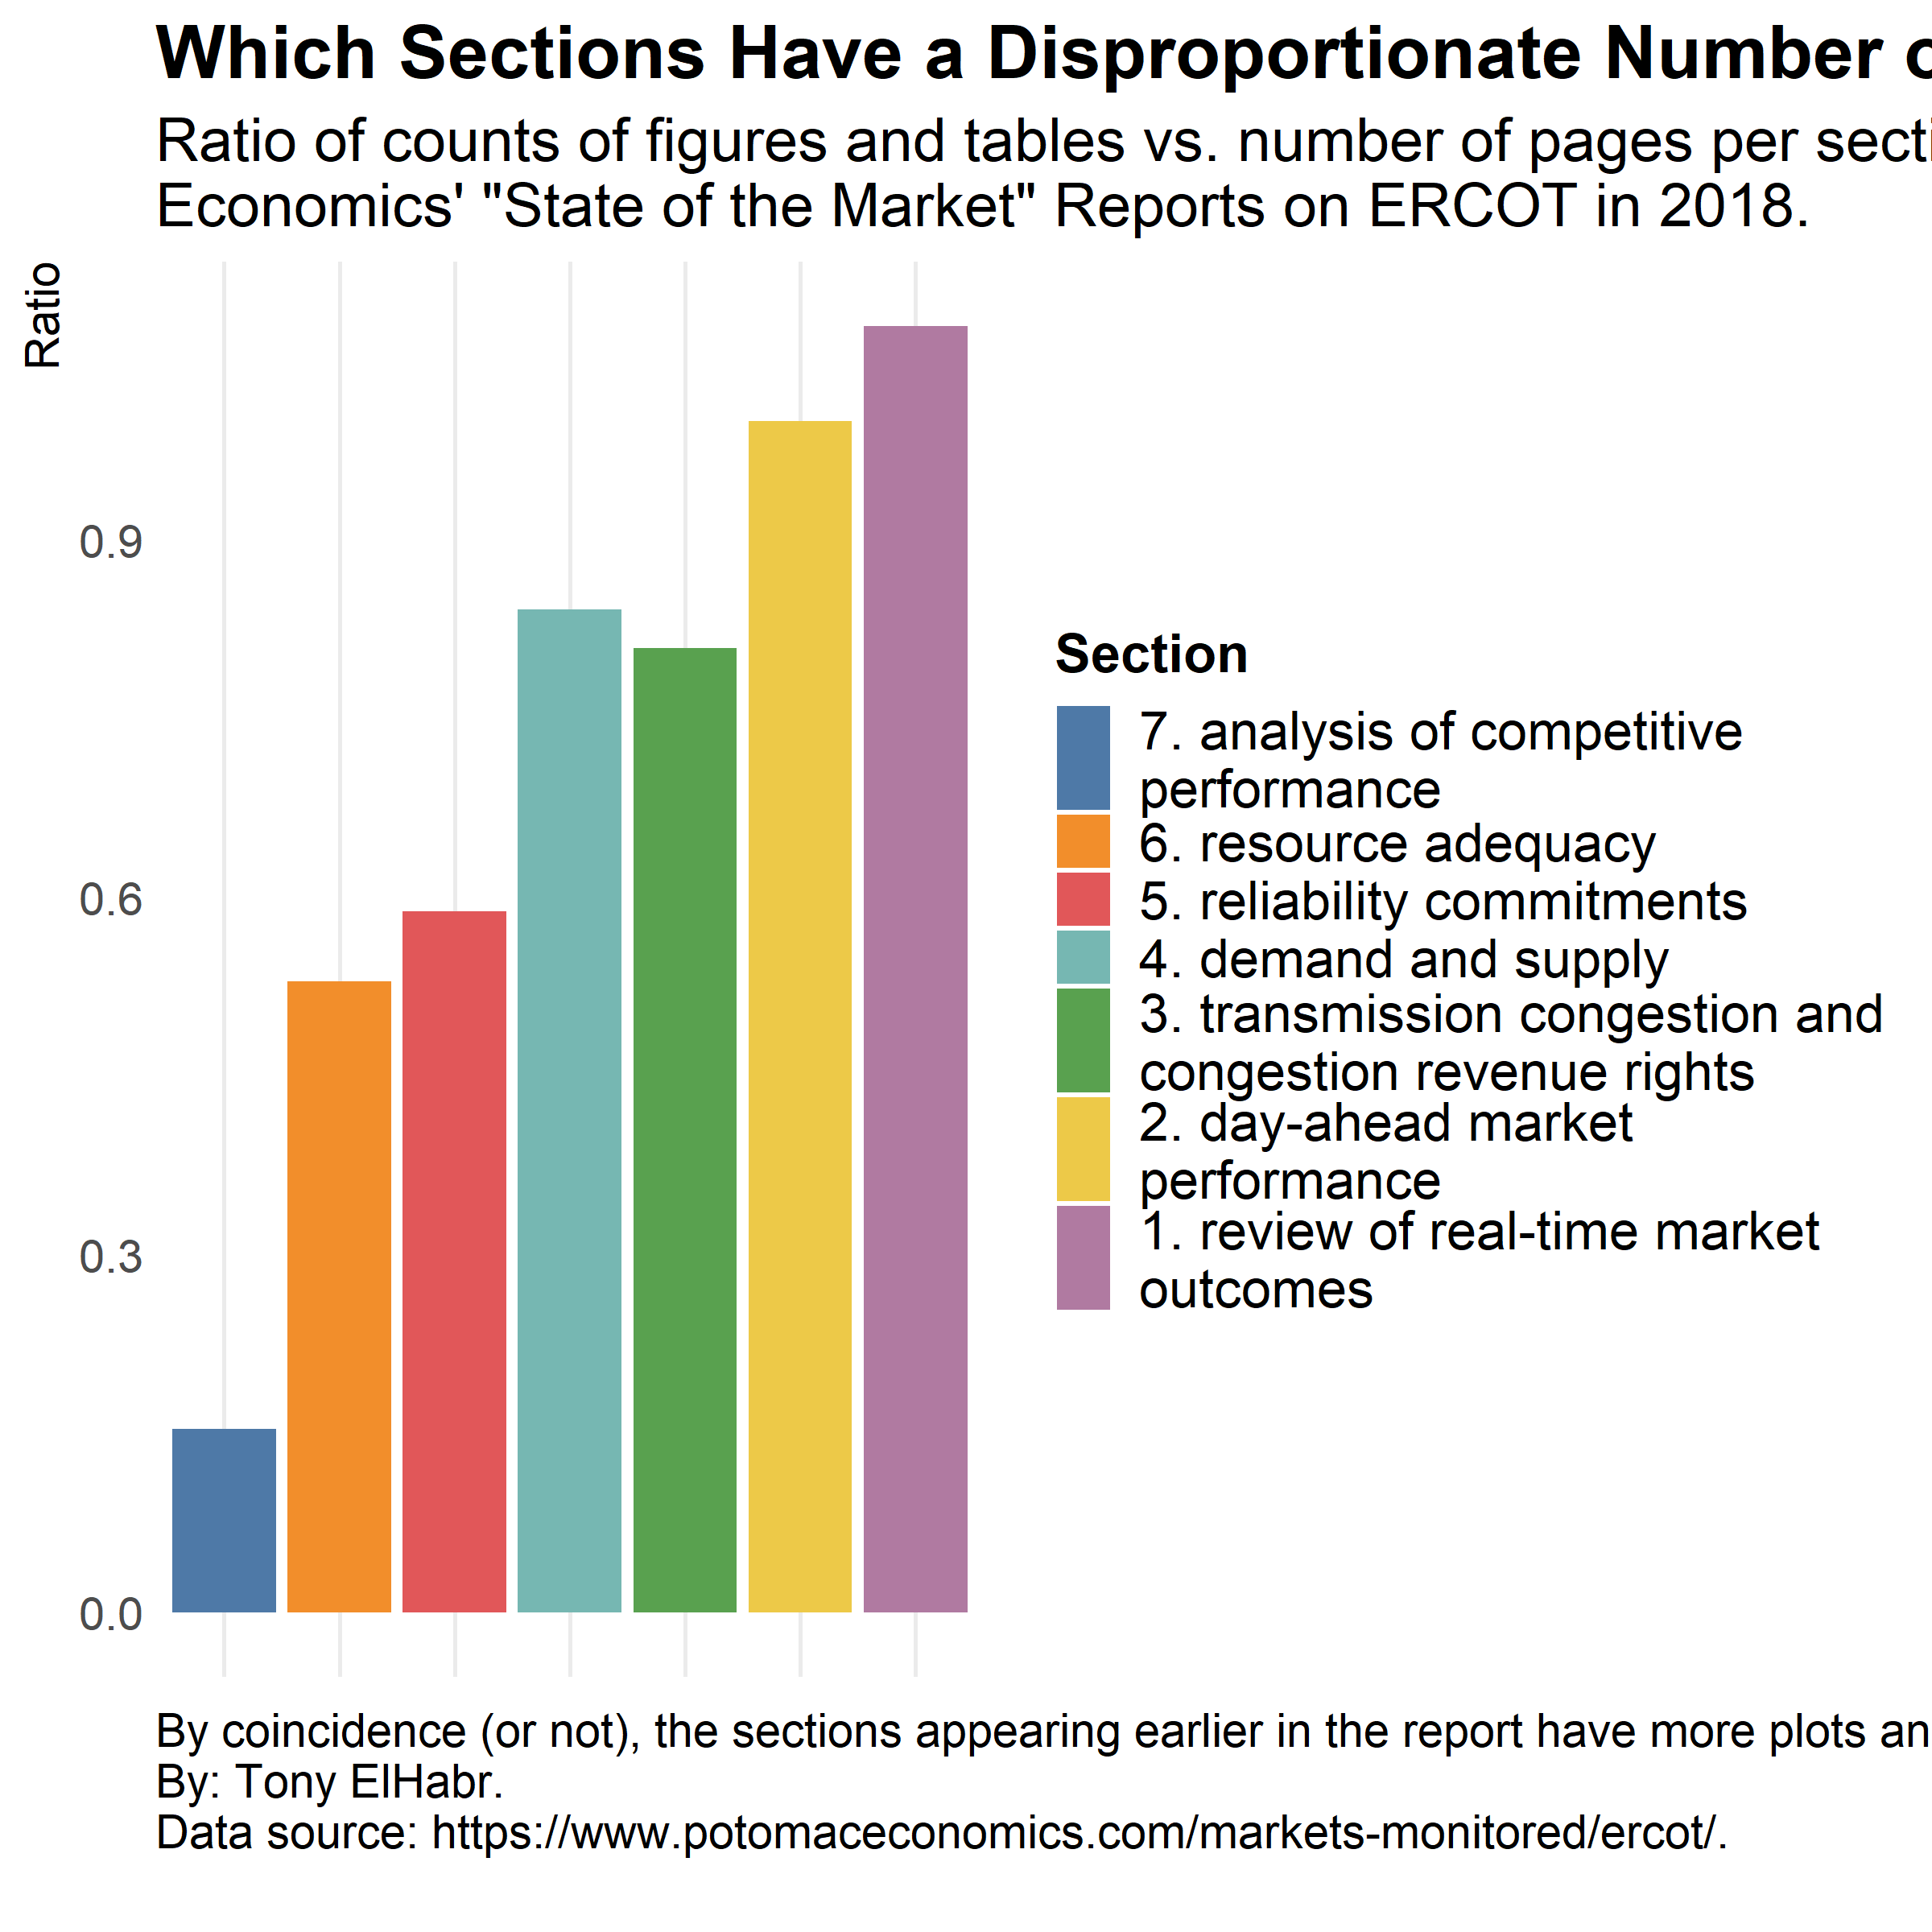 Which Sections Have a Disproportionate Number
Ratio of counts of figures and tables vs. number of pages per
Economics' "State of the Market" Reports on ERCOT in 2018.
Ratio
0.9
0.6
0.3
0.0
Section
7. analysis of competitive
performance
6. resource adequacy
5. reliability commitments
4. demand and supply
3. transmission congestion and
congestion revenue rights
2. day-ahead market
performance
1. review of real-time market
outcomes
By coincidence (or not), the sections appearing earlier in the report have more plots
By: Tony ElHabr.
Data source: https://www.potomaceconomics.com/markets-monitored/ercot/.